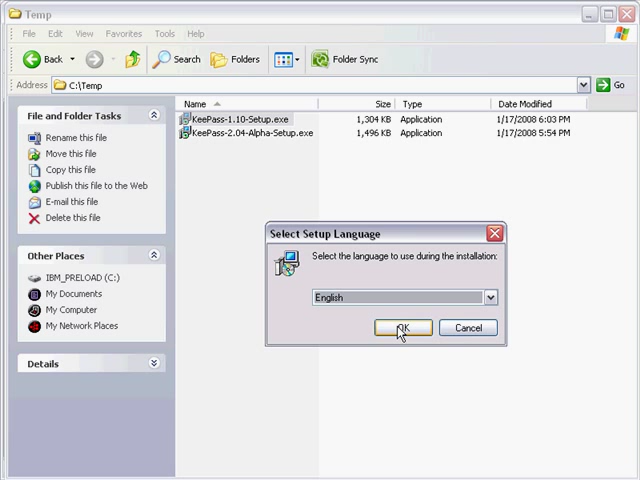 Temp
File Edit View Favorites Tools Help
Back Search Folders Folder Sync
Address C:\Temp Go
File and Folder Tasks
Rename this file
Move this file
Copy this file
Publish this file to the Web
E-mail this file
Delete this file
Other Places
IBM_PRELOAD (C:)
My Documents
My Computer
My Network Places
Details
Name Size Type Date Modified
KeePass-1.10-Setup.exe 1,304 KB Application 1/17/2008 6:03 PM
KeePass-2.04-Alpha-Setup.exe 1,496 KB Application 1/17/2008 5:54 PM
Select Setup Language
Select the language to use during the installation:
English
OK Cancel